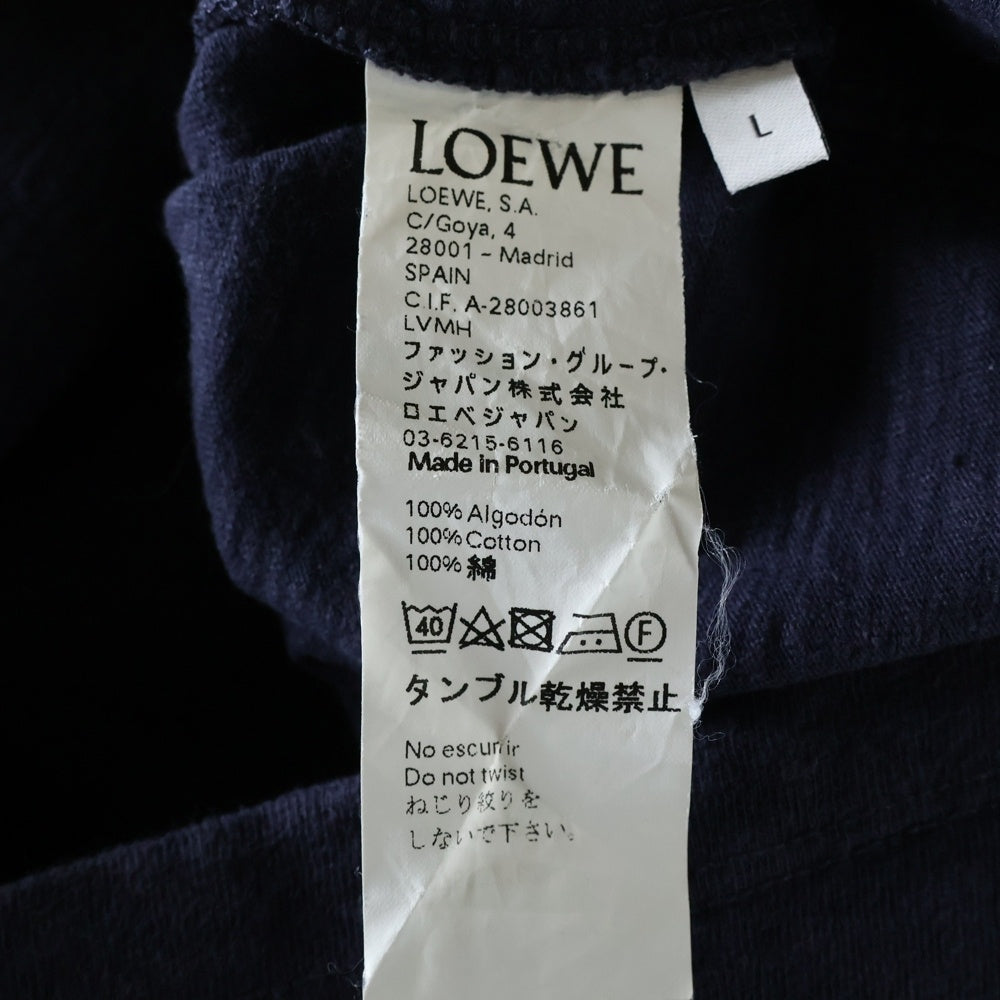 LOEWE
L
LOEWE, S.A.
C/Goya, 4
28001 - Madrid
SPAIN
C.I.F. A-28003861
LVMH
ファッション・グループ・
ジャパン株式会社
ロエベジャパン
03-6215-6116
Made in Portugal
100% Algodón
100% Cotton
100% 綿
40 F
タンブル乾燥禁止
No escurrir
Do not twist
ねじり絞りを
しないで下さい。